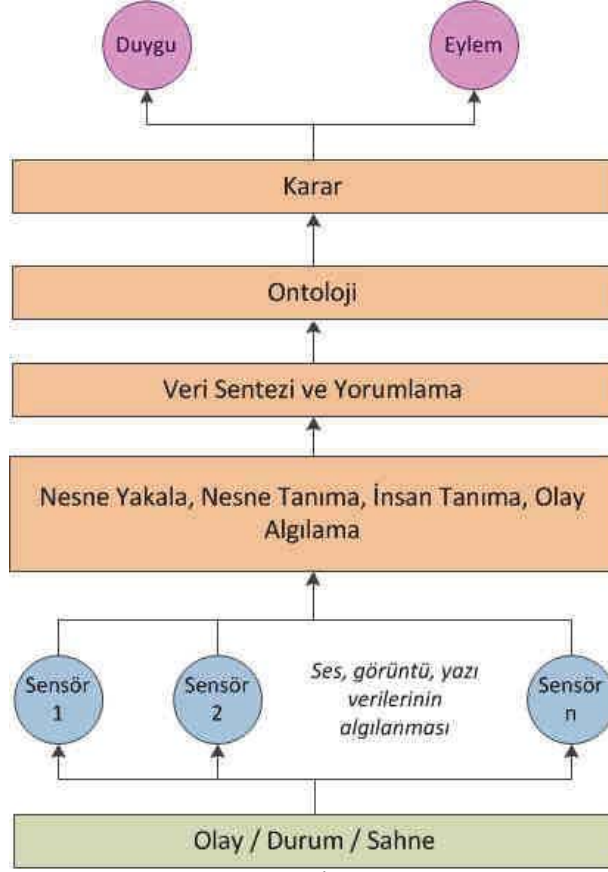 Duygu
Eylem
Karar
Ontoloji
Veri Sentezi ve Yorumlama
Nesne Yakala, Nesne Tanıma, İnsan Tanıma, Olay
Algılama
Sensör
1
Sensör
2
Ses, görüntü, yazı
verilerinin
algılanması
Sensör
n
Olay / Durum / Sahne